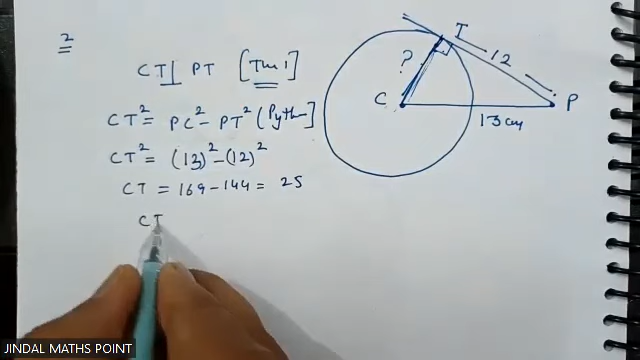 2
CT ⊥ PT [Thm 1]
CT² = PC² - PT² (Pyth)
CT² = (13)² - (12)²
CT = 169 - 144 = 25
CT
T
12
?
C
P
13 cm
JINDAL MATHS POINT